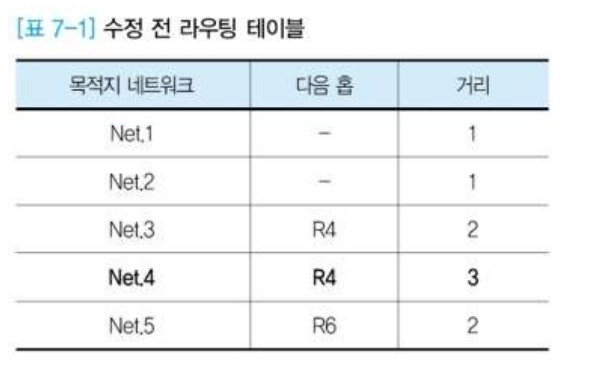 [표 7-1] 수정 전 라우팅 테이블
목적지 네트워크 다음 홉 거리
Net.1 - 1
Net.2 - 1
Net.3 R4 2
Net.4 R4 3
Net.5 R6 2